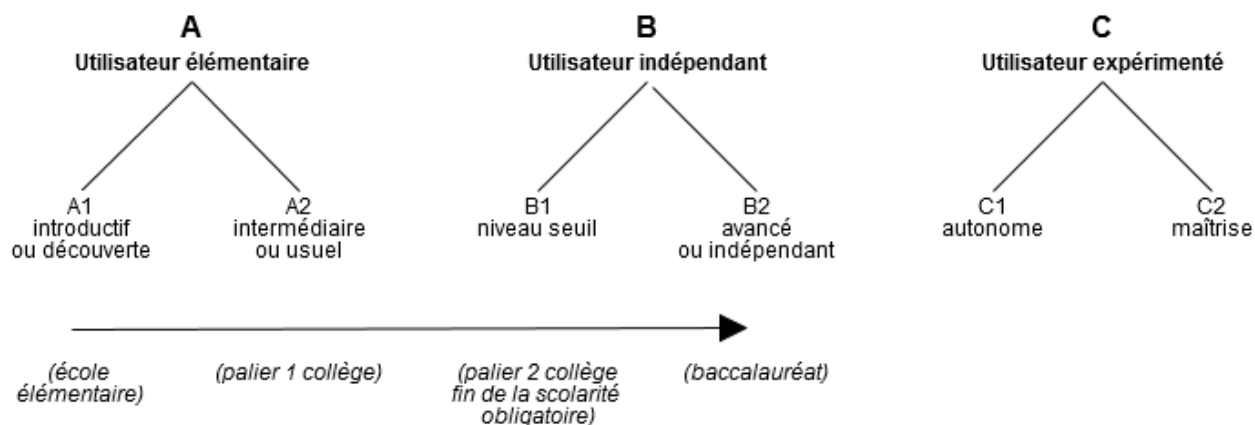 A
Utilisateur élémentaire
A1
introductif
ou découverte
A2
intermédiaire
ou usuel
B
Utilisateur indépendant
B1
niveau seuil
B2
avancé
ou indépendant
C
Utilisateur expérimenté
C1
autonome
C2
maîtrise
(école
élémentaire)
(palier 1 collège)
(palier 2 collège
fin de la scolarité
obligatoire)
(baccalauréat)